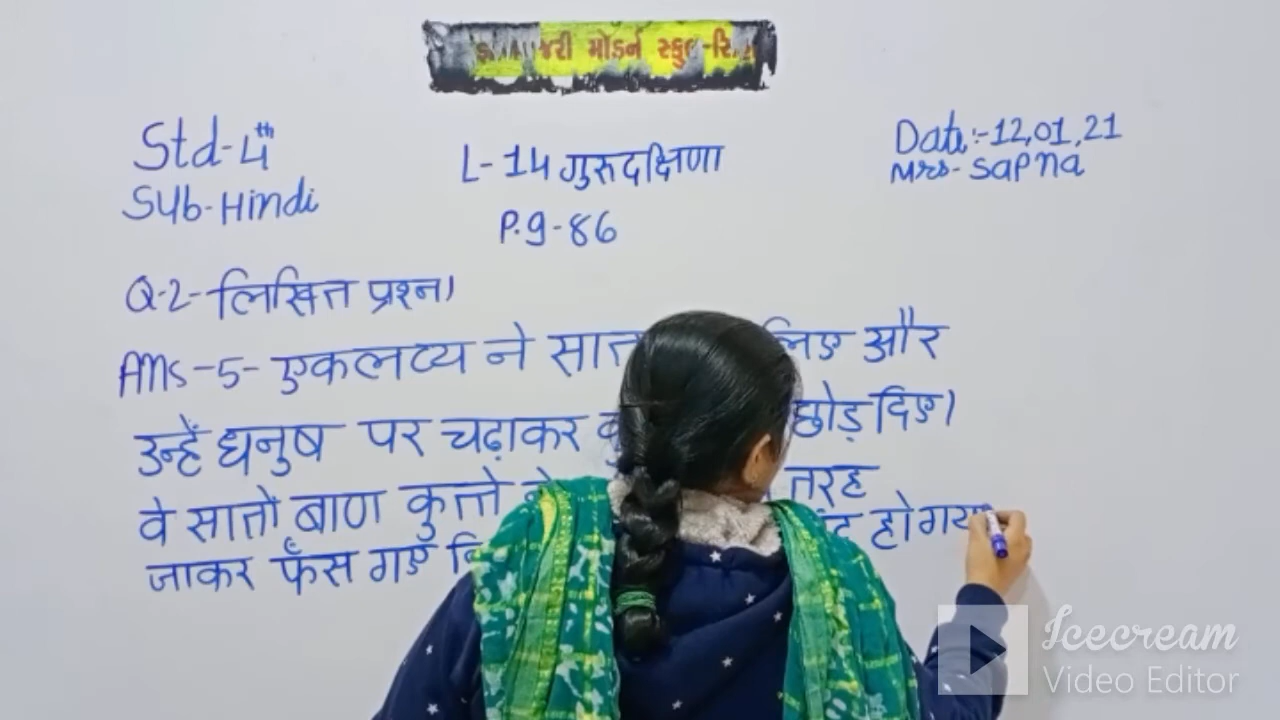 મોડર્ન સ્કુલ
Std-4th
Sub-Hindi
L-14 गुरुदक्षिणा
P.g-86
Date:-12,01,21
Mrs-Sapna
Q-2-लिखित प्रश्न।
Ans-5-एकलव्य ने सात लिए और
उन्हें धनुष पर चढ़ाकर छोड़ दिए।
वे सातो बाण कुत्ते तरह
जाकर फँस गए हो गया
Icecream
Video Editor